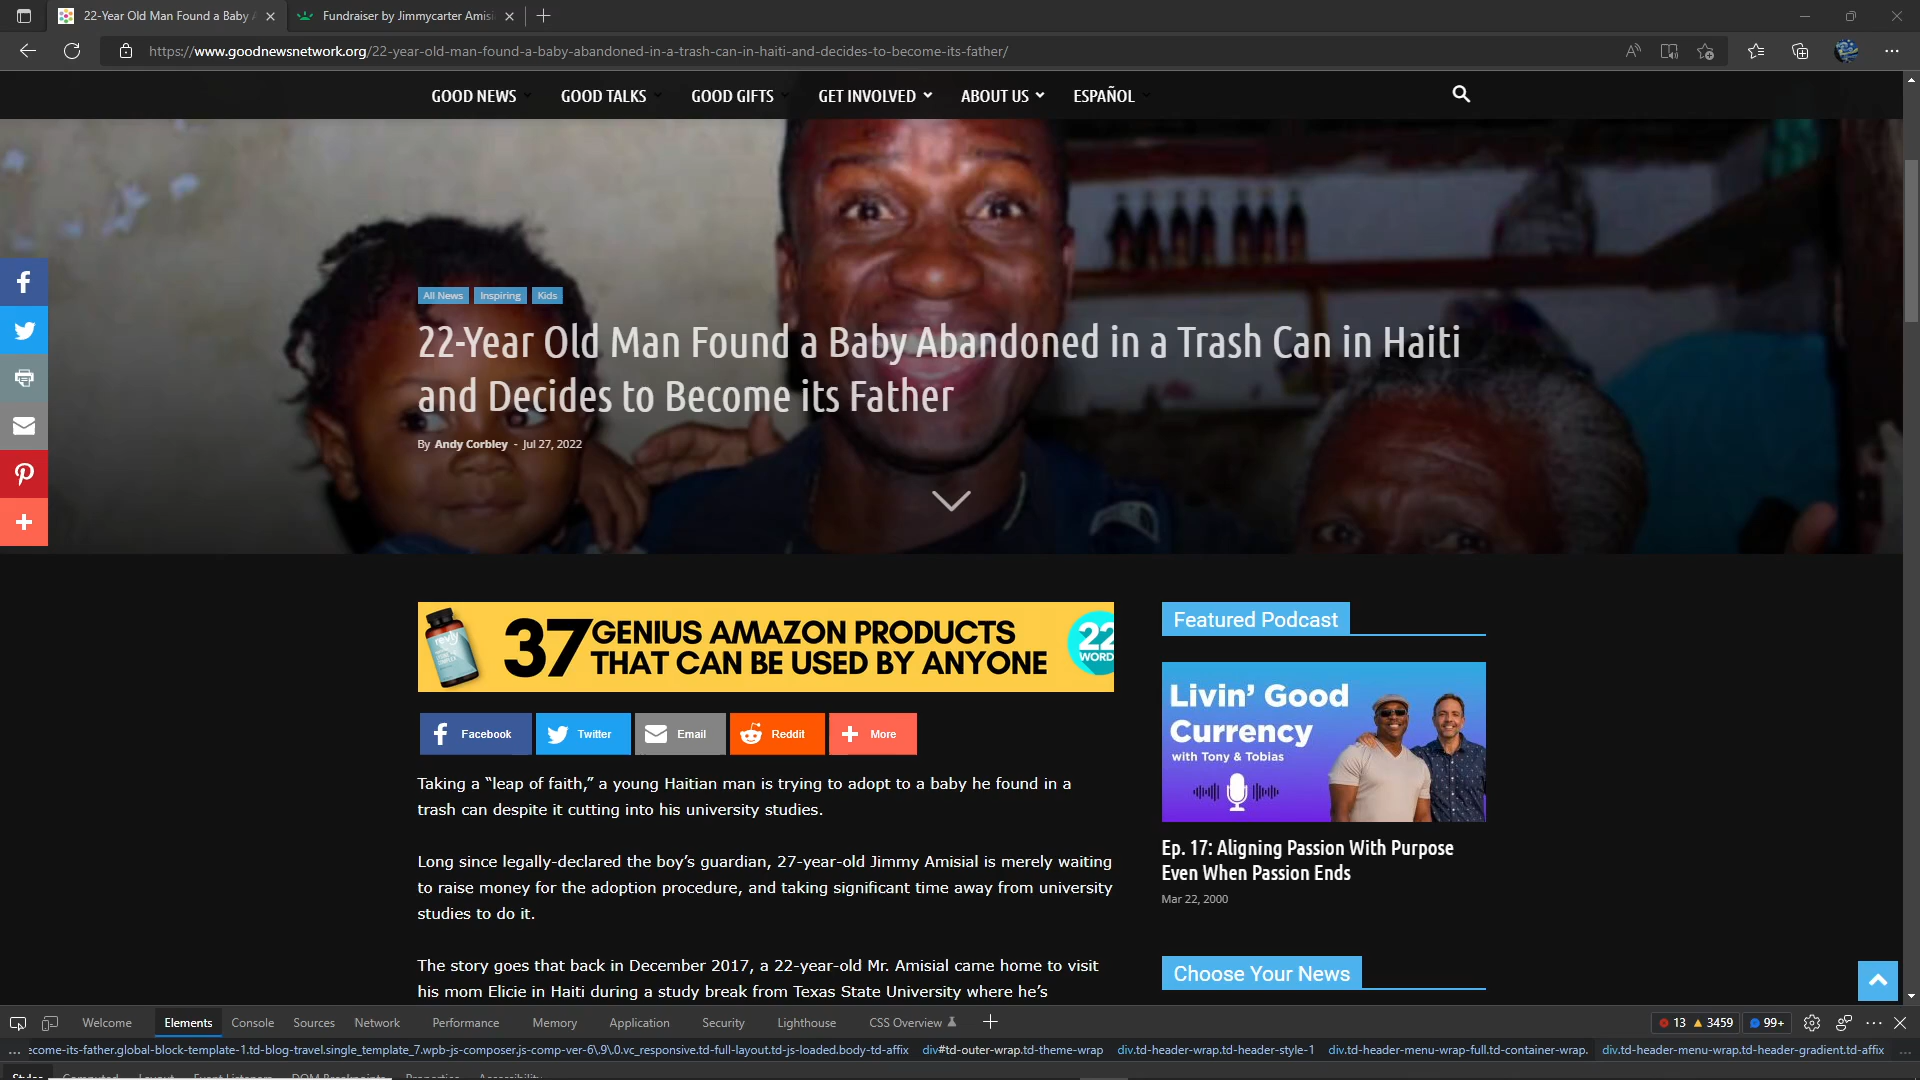 22-Year Old Man Found a Baby A
Fundraiser by Jimmycarter Amisi
https://www.goodnewsnetwork.org/22-year-old-man-found-a-baby-abandoned-in-a-trash-can-in-haiti-and-decides-to-become-its-father/
GOOD NEWS GOOD TALKS GOOD GIFTS GET INVOLVED ABOUT US ESPAÑOL
All News Inspiring Kids
22-Year Old Man Found a Baby Abandoned in a Trash Can in Haiti
and Decides to Become its Father
By Andy Corbley - Jul 27, 2022
37 GENIUS AMAZON PRODUCTS
THAT CAN BE USED BY ANYONE
22
WORD
Facebook Twitter Email Reddit More
Taking a “leap of faith,” a young Haitian man is trying to adopt to a baby he found in a
trash can despite it cutting into his university studies.
Long since legally-declared the boy’s guardian, 27-year-old Jimmy Amisial is merely waiting
to raise money for the adoption procedure, and taking significant time away from university
studies to do it.
The story goes that back in December 2017, a 22-year-old Mr. Amisial came home to visit
his mom Elicie in Haiti during a study break from Texas State University where he’s
Featured Podcast
Livin’ Good
Currency
with Tony & Tobias
Ep. 17: Aligning Passion With Purpose
Even When Passion Ends
Mar 22, 2000
Choose Your News
Welcome Elements Console Sources Network Performance Memory Application Security Lighthouse CSS Overview 13 3459 99+
... ecome-its-father.global-block-template-1.td-blog-travel.single_template_7.wpb-js-composer.js-comp-ver-6\.9\.0.vc_responsive.td-full-layout.td-js-loaded.body-td-affix div#td-outer-wrap.td-theme-wrap div.td-header-wrap.td-header-style-1 div.td-header-menu-wrap-full.td-container-wrap. div.td-header-menu-wrap.td-header-gradient.td-affix ...
Styles Computed Layout Event Listeners DOM Breakpoints Properties Accessibility